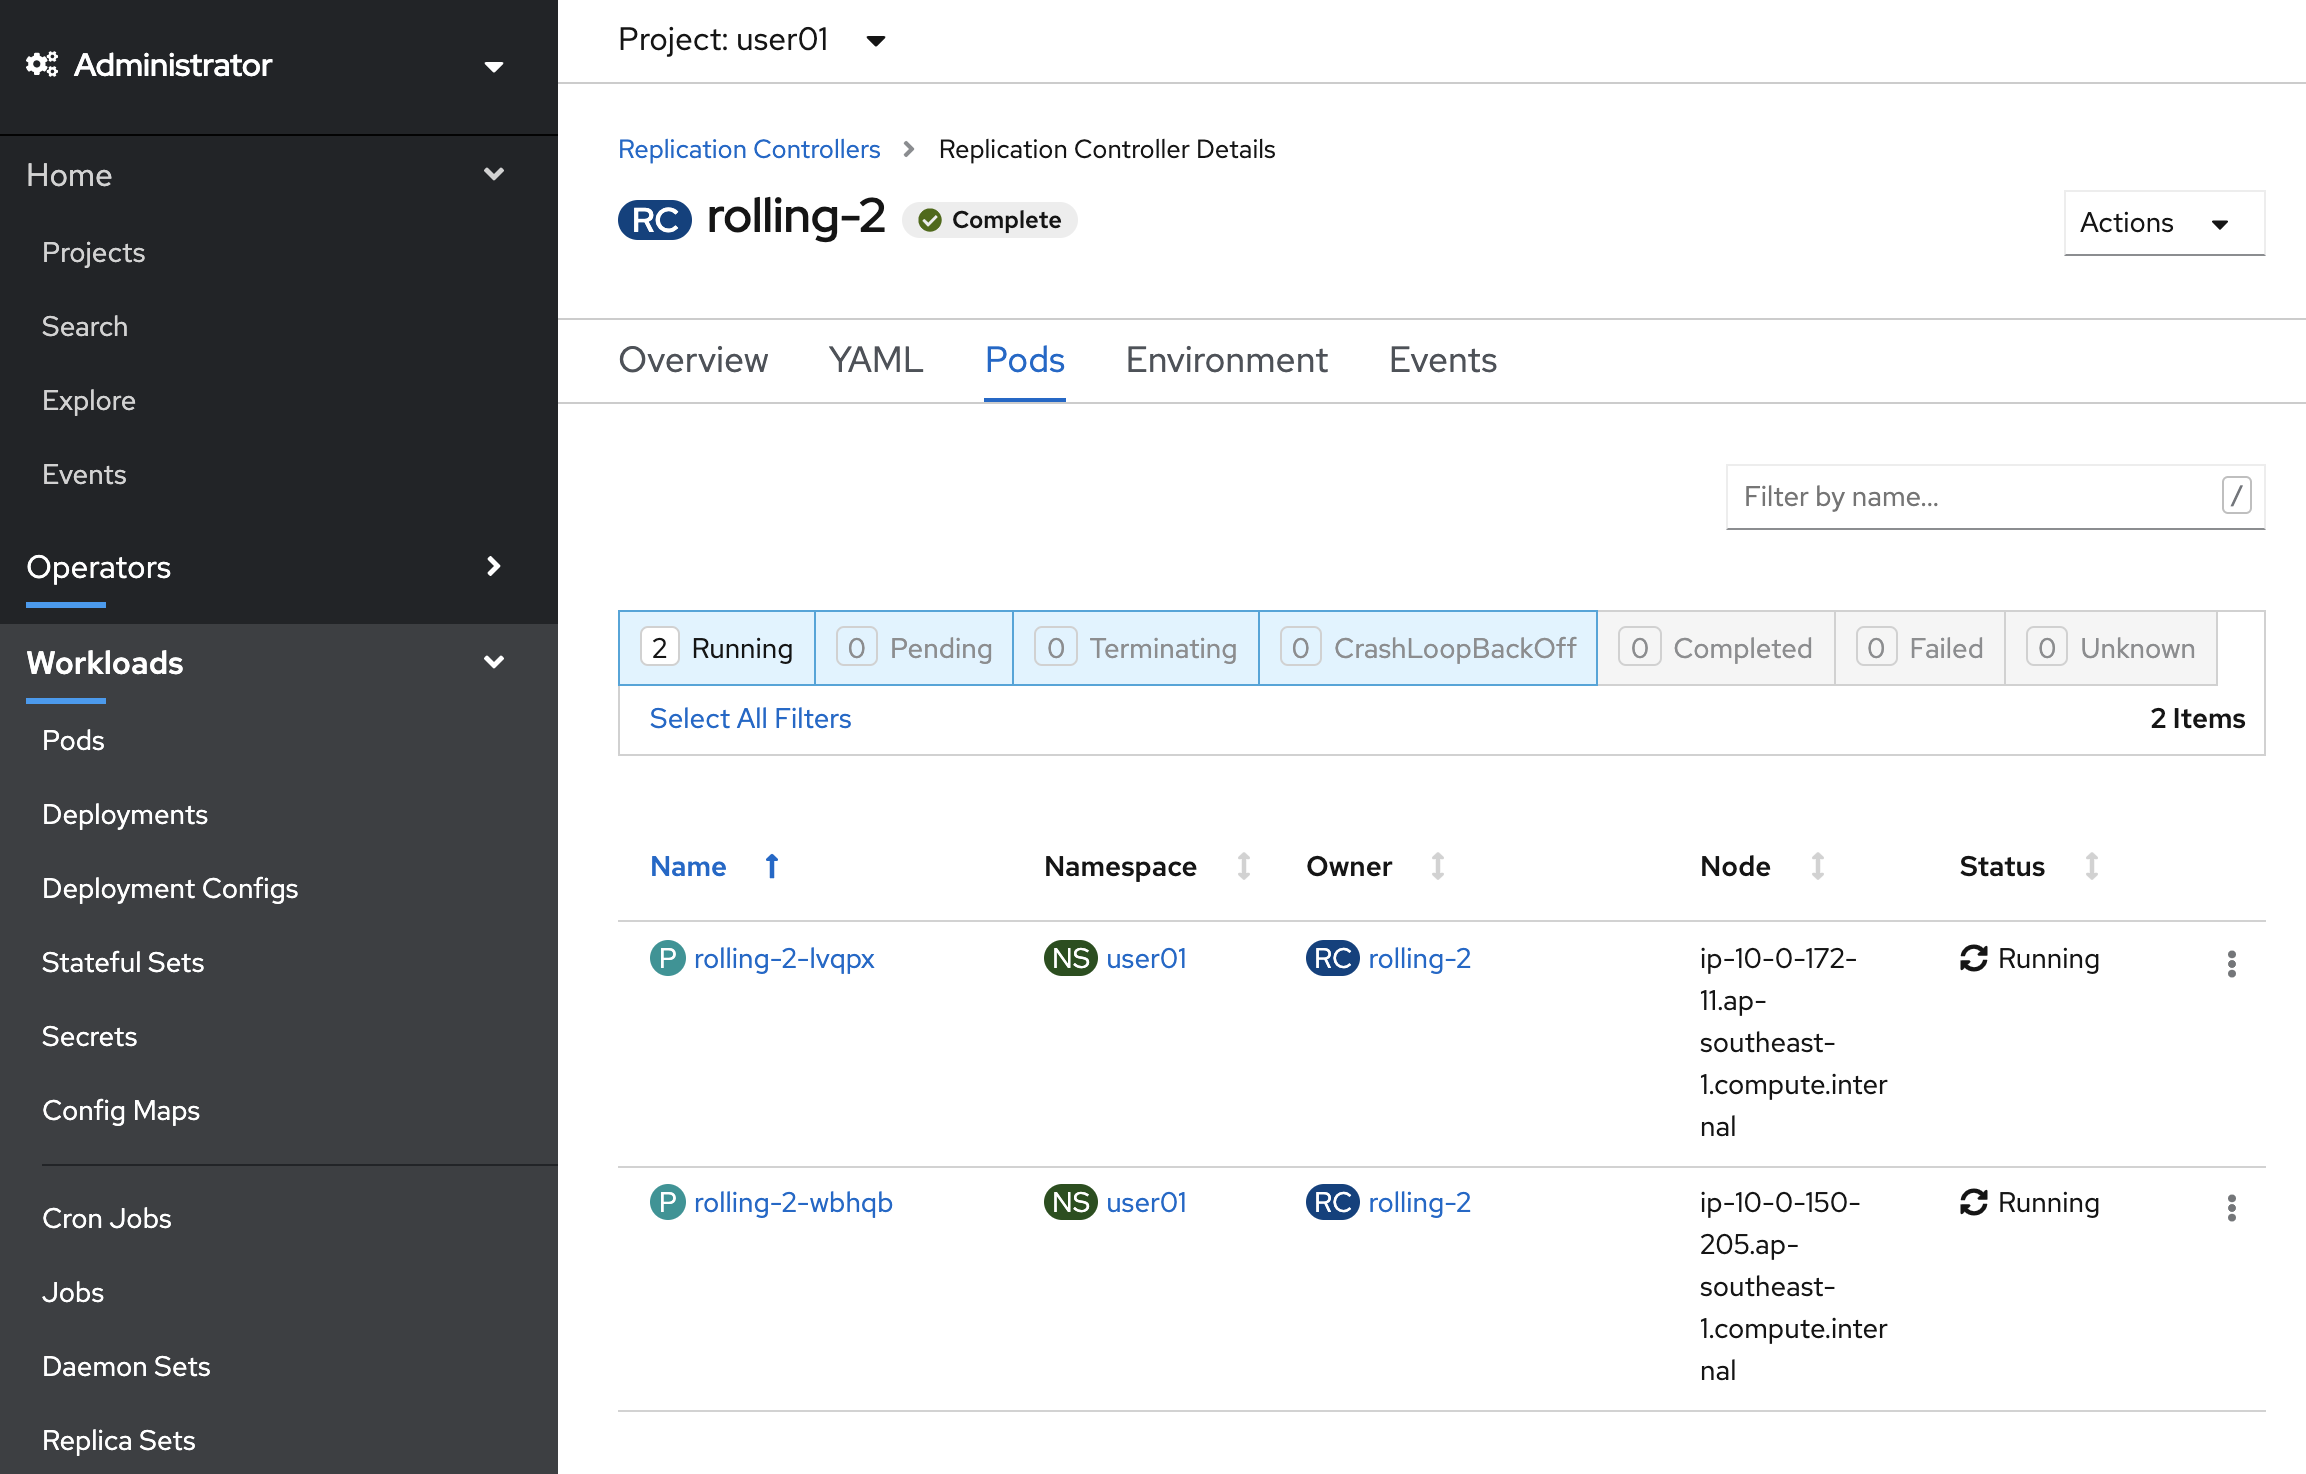 Administrator
Home
Projects
Search
Explore
Events
Operators
Workloads
Pods
Deployments
Deployment Configs
Stateful Sets
Secrets
Config Maps
Cron Jobs
Jobs
Daemon Sets
Replica Sets
Project: user01
Replication Controllers > Replication Controller Details
RC rolling-2 Complete
Actions
Overview YAML Pods Environment Events
Filter by name... /
2 Running 0 Pending 0 Terminating 0 CrashLoopBackOff 0 Completed 0 Failed 0 Unknown
Select All Filters 2 Items
Name Namespace Owner Node Status
P rolling-2-lvqpx NS user01 RC rolling-2 ip-10-0-172- Running
11.ap-
southeast-
1.compute.inter
nal
P rolling-2-wbhqb NS user01 RC rolling-2 ip-10-0-150- Running
205.ap-
southeast-
1.compute.inter
nal